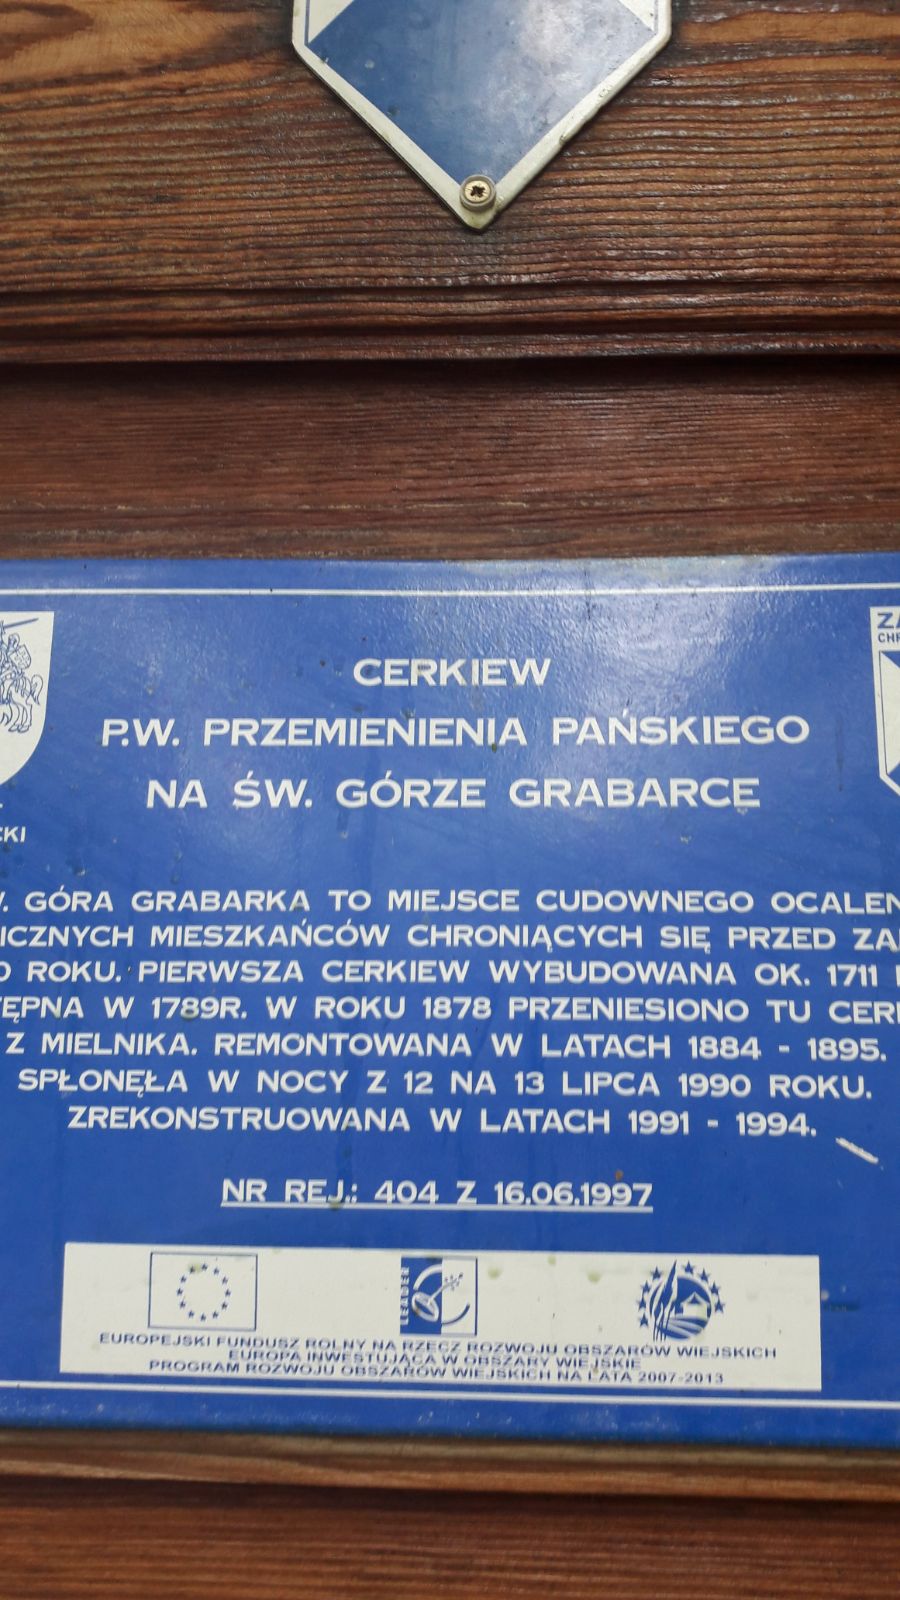 CERKIEW
P.W. PRZEMIENIENIA PAŃSKIEGO
NA ŚW. GÓRZE GRABARCE
GÓRA GRABARKA TO MIEJSCE CUDOWNEGO
MIESZKAŃCÓW CHRONIĄCYCH SIĘ PRZED
ROKU. PIERWSZA CERKIEW WYBUDOWANA OK. 1711
W 1789R. W ROKU 1878 PRZENIESIONO TU
Z MIELNIKA. REMONTOWANA W LATACH 1884 - 1895.
SPŁONĘŁA W NOCY Z 12 NA 13 LIPCA 1990 ROKU.
ZREKONSTRUOWANA W LATACH 1991 - 1994.
NR REJ.: 404 Z 16.06.1997
LEADER
EUROPEJSKI FUNDUSZ ROLNY NA RZECZ ROZWOJU OBSZARÓW WIEJSKICH
EUROPA INWESTUJĄCA W OBSZARY WIEJSKIE
PROGRAM ROZWOJU OBSZARÓW WIEJSKICH NA LATA 2007-2013